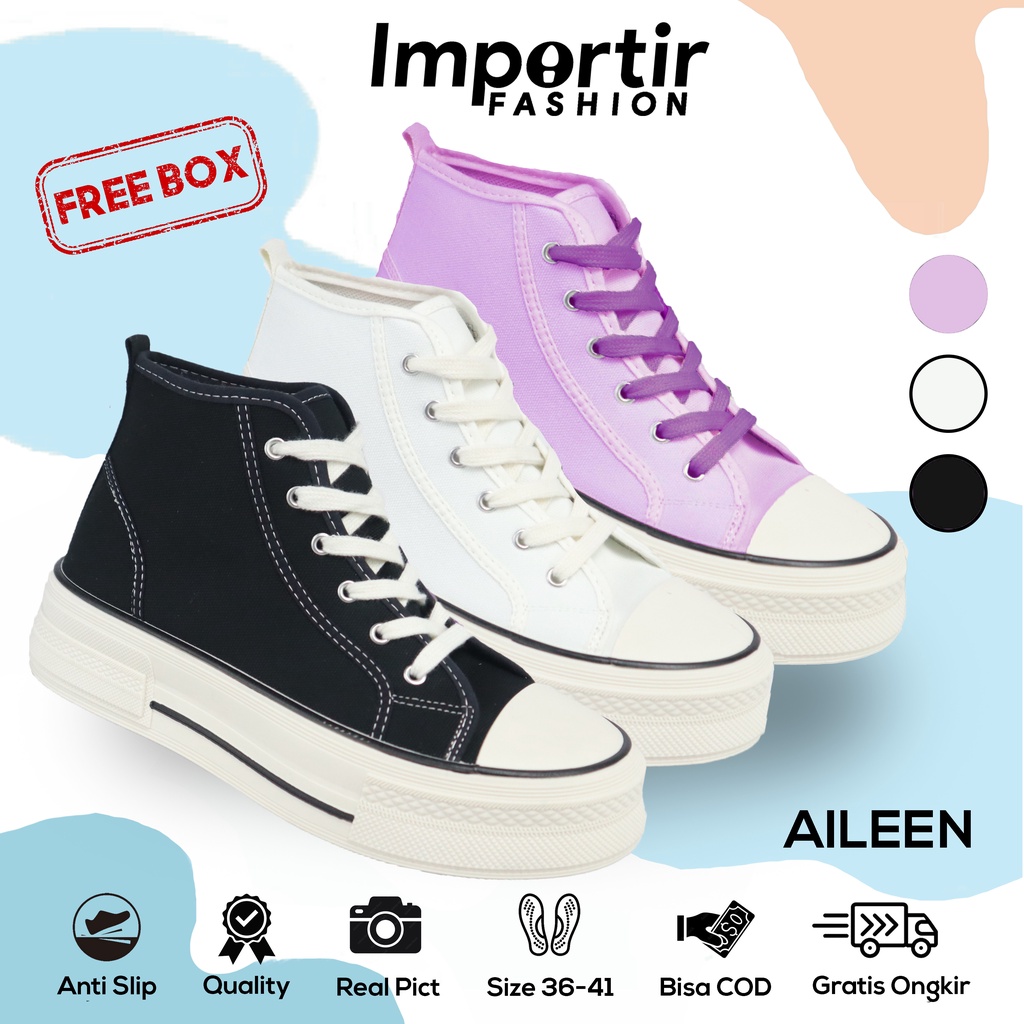 Importir
FASHION
FREE BOX
AILEEN
Anti Slip
Quality
Real Pict
Size 36-41
Bisa COD
Gratis Ongkir